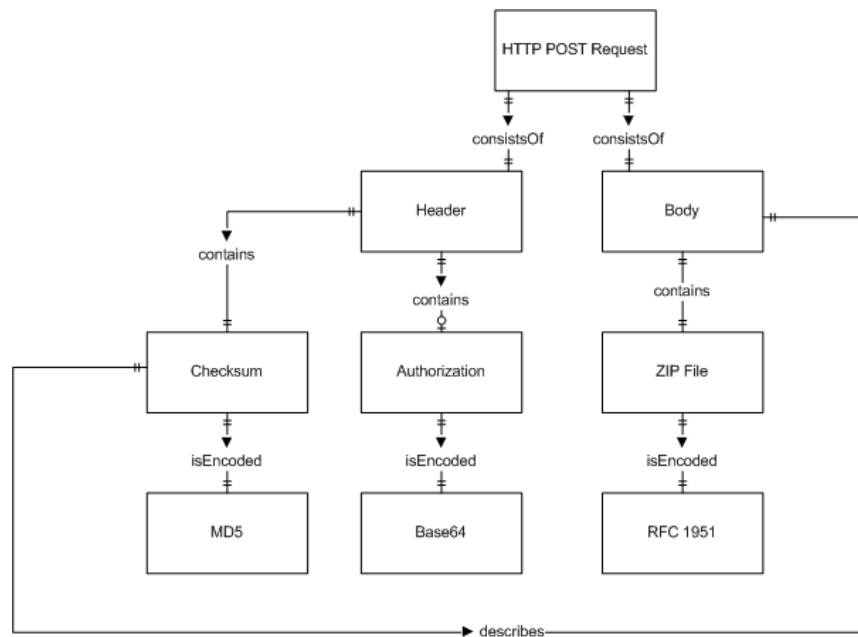 HTTP POST Request
consistsOf
consistsOf
Header
Body
contains
contains
contains
Checksum
Authorization
ZIP File
isEncoded
isEncoded
isEncoded
MD5
Base64
RFC 1951
describes